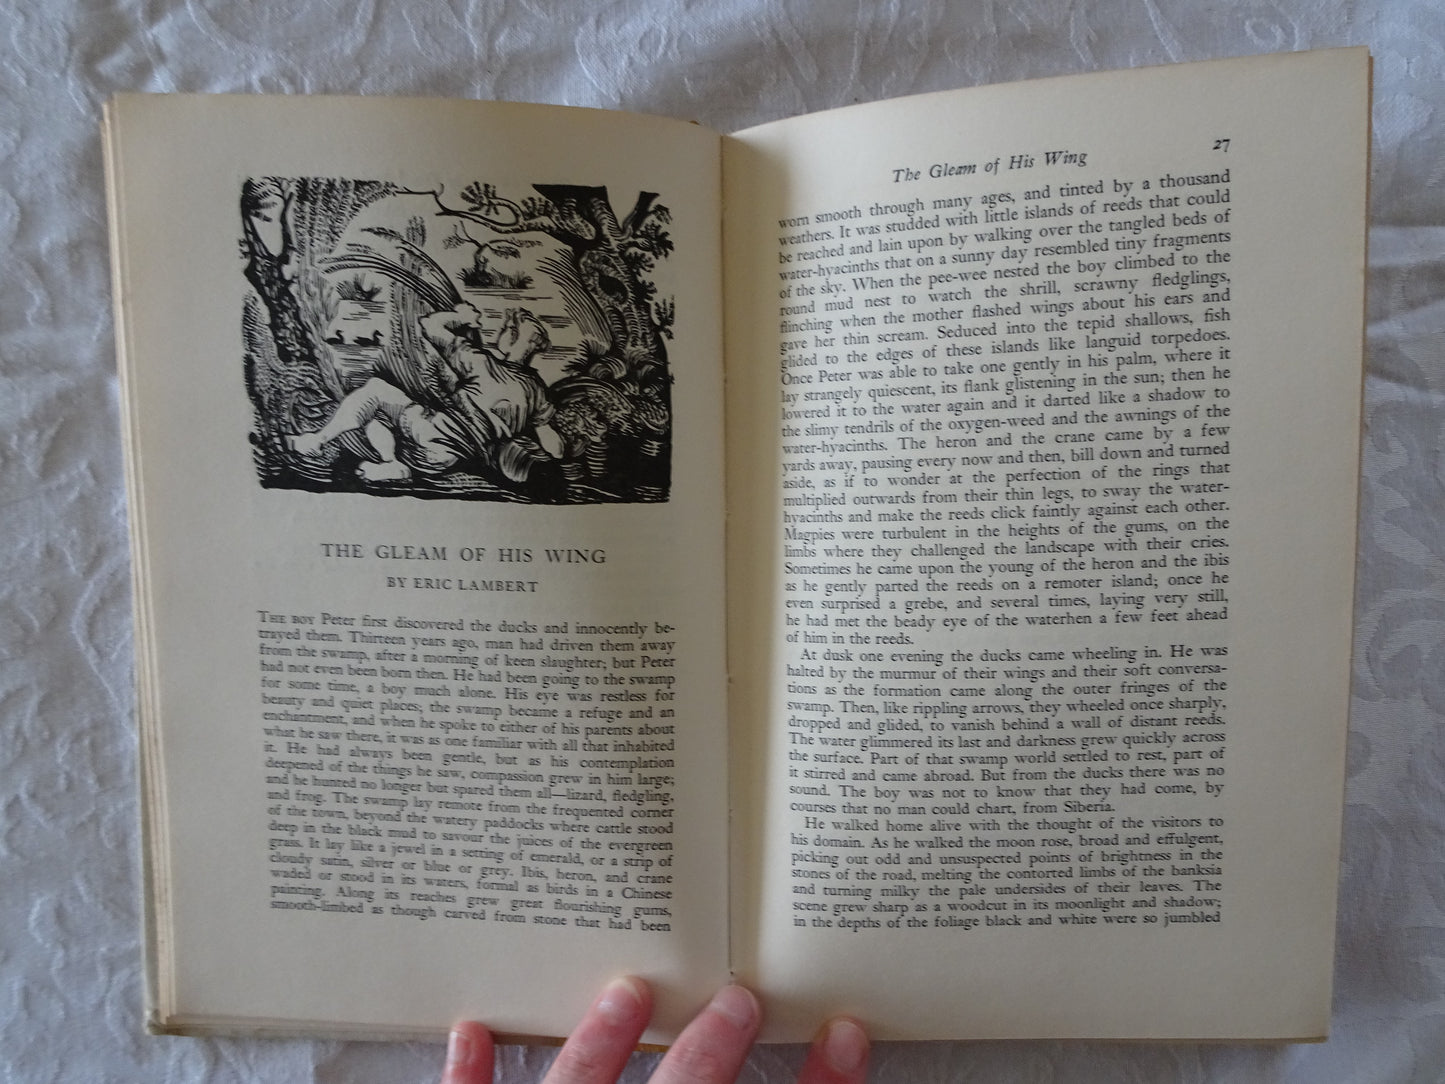 THE GLEAM OF HIS WING
BY ERIC LAMBERT
THE BOY Peter first discovered the ducks and innocently be-
trayed them. Thirteen years ago, man had driven them away
from the swamp, after a morning of keen slaughter; but Peter
had not even been born then. He had been going to the swamp
for some time, a boy much alone. His eye was restless for
beauty and quiet places; the swamp became a refuge and an
enchantment, and when he spoke to either of his parents about
what he saw there, it was as one familiar with all that inhabited
it. He had always been gentle, but as his contemplation
deepened of the things he saw, compassion grew in him large;
and he hunted no longer but spared them all—lizard, fledgling,
and frog. The swamp lay remote from the frequented corner
of the town, beyond the watery paddocks where cattle stood
deep in the black mud to savour the juices of the evergreen
grass. It lay like a jewel in a setting of emerald, or a strip of
cloudy satin, silver or blue or grey. Ibis, heron, and crane
waded or stood in its waters, formal as birds in a Chinese
painting. Along its reaches grew great flourishing gums,
smooth-limbed as though carved from stone that had been
The Gleam of His Wing
27
worn smooth through many ages, and tinted by a thousand
weathers. It was studded with little islands of reeds that could
be reached and lain upon by walking over the tangled beds of
water-hyacinths that on a sunny day resembled tiny fragments
of the sky. When the pee-wee nested the boy climbed to the
round mud nest to watch the shrill, scrawny fledglings,
flinching when the mother flashed wings about his ears and
gave her thin scream. Seduced into the tepid shallows, fish
glided to the edges of these islands like languid torpedoes.
Once Peter was able to take one gently in his palm, where it
lay strangely quiescent, its flank glistening in the sun; then he
lowered it to the water again and it darted like a shadow to
the slimy tendrils of the oxygen-weed and the awnings of the
water-hyacinths. The heron and the crane came by a few
yards away, pausing every now and then, bill down and turned
aside, as if to wonder at the perfection of the rings that
multiplied outwards from their thin legs, to sway the water-
hyacinths and make the reeds click faintly against each other.
Magpies were turbulent in the heights of the gums, on the
limbs where they challenged the landscape with their cries.
Sometimes he came upon the young of the heron and the ibis
as he gently parted the reeds on a remoter island; once he
even surprised a grebe, and several times, laying very still,
he had met the beady eye of the waterhen a few feet ahead
of him in the reeds.
At dusk one evening the ducks came wheeling in. He was
halted by the murmur of their wings and their soft conversa-
tions as the formation came along the outer fringes of the
swamp. Then, like rippling arrows, they wheeled once sharply,
dropped and glided, to vanish behind a wall of distant reeds.
The water glimmered its last and darkness grew quickly across
the surface. Part of that swamp world settled to rest, part of
it stirred and came abroad. But from the ducks there was no
sound. The boy was not to know that they had come, by
courses that no man could chart, from Siberia.
He walked home alive with the thought of the visitors to
his domain. As he walked the moon rose, broad and effulgent,
picking out odd and unsuspected points of brightness in the
stones of the road, melting the contorted limbs of the banksia
and turning milky the pale undersides of their leaves. The
scene grew sharp as a woodcut in its moonlight and shadow;
in the depths of the foliage black and white were so jumbled